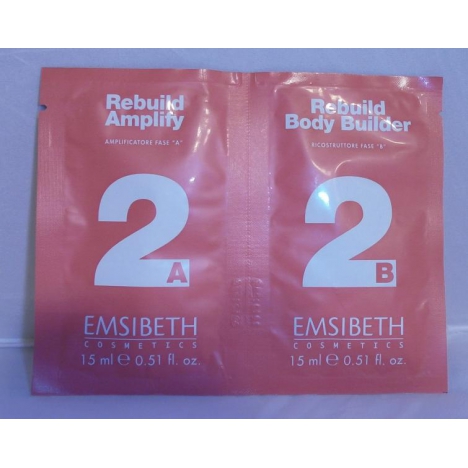 Rebuild
Amplify
AMPLIFICATORE FASE "A"
2
A
EMSIBETH
COSMETICS
15 ml e 0.51 fl. oz.
Rebuild
Body Builder
RICOSTRUTTORE FASE "B"
2
B
EMSIBETH
COSMETICS
15 ml e 0.51 fl. oz.